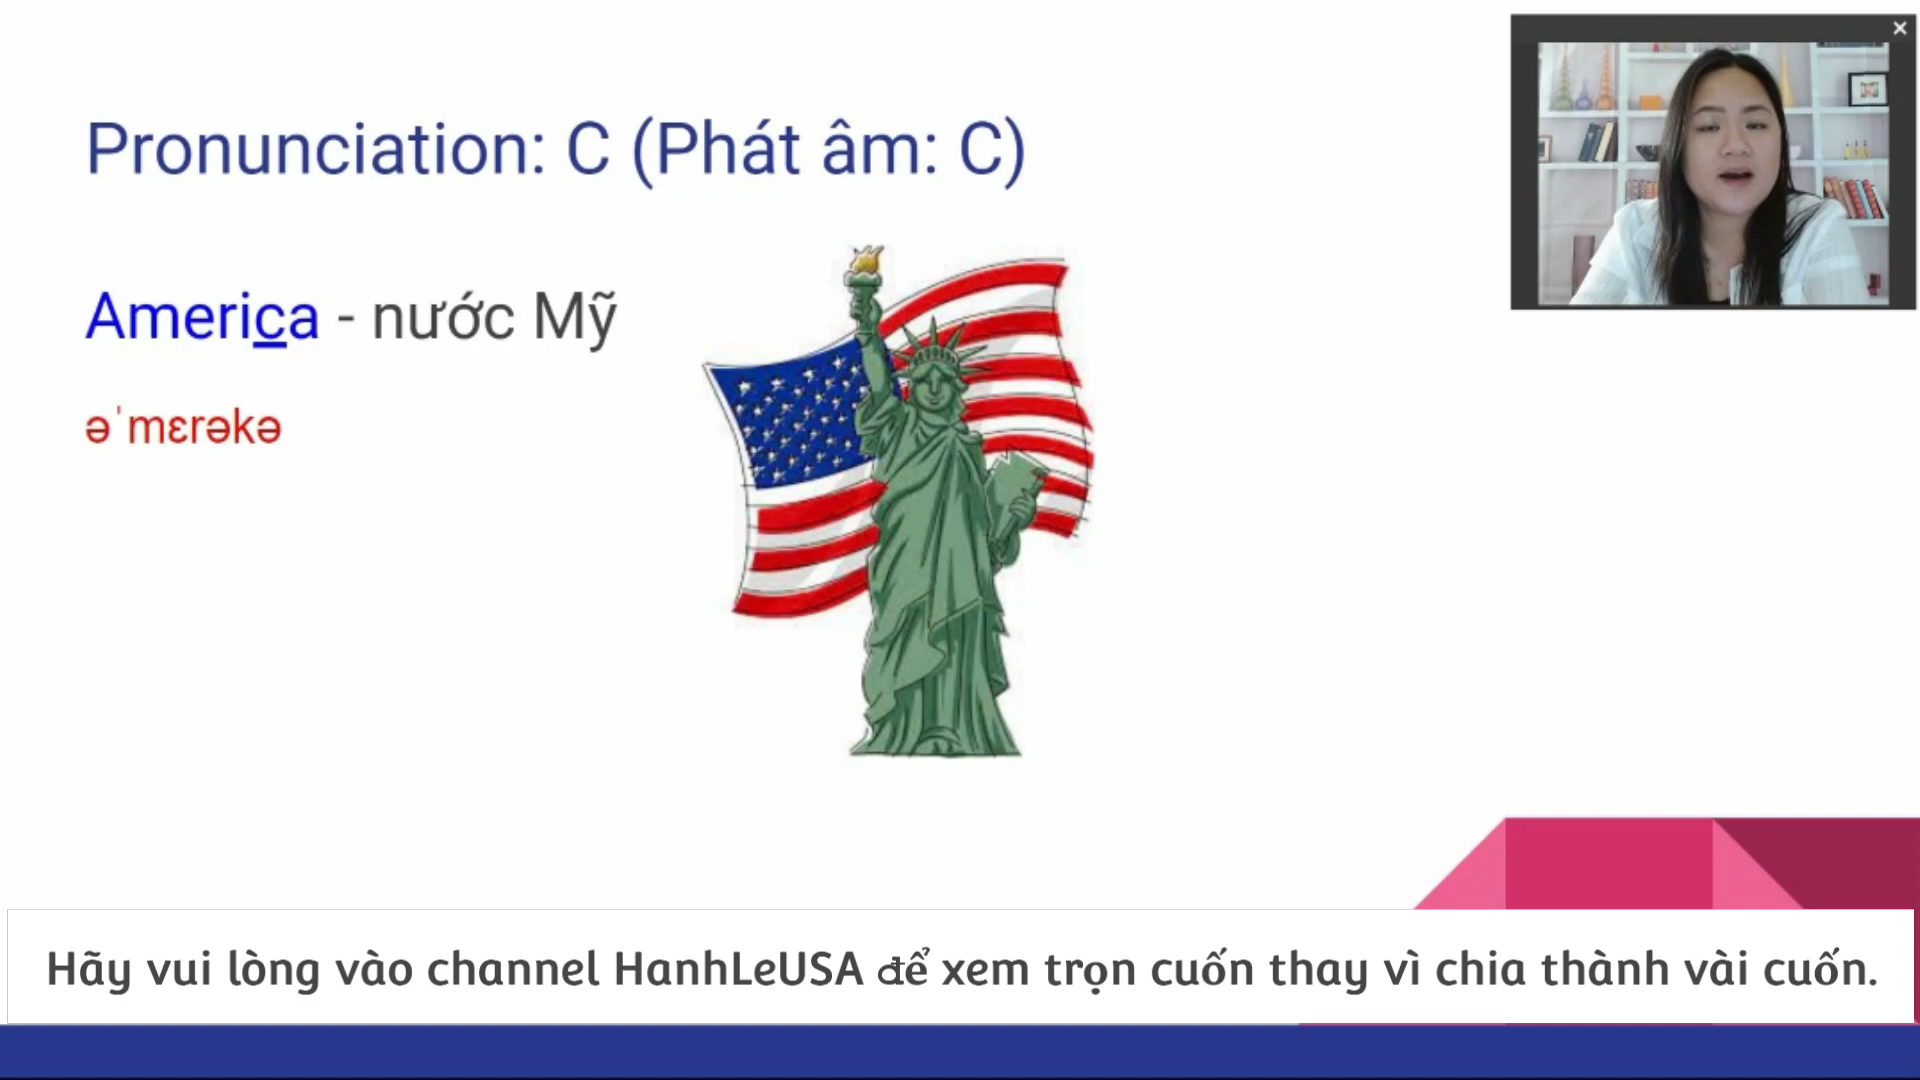 Pronunciation: C (Phát âm: C)
America - nước Mỹ
əˈmɛrəkə
Hãy vui lòng vào channel HanhLeUSA để xem trọn cuốn thay vì chia thành vài cuốn.